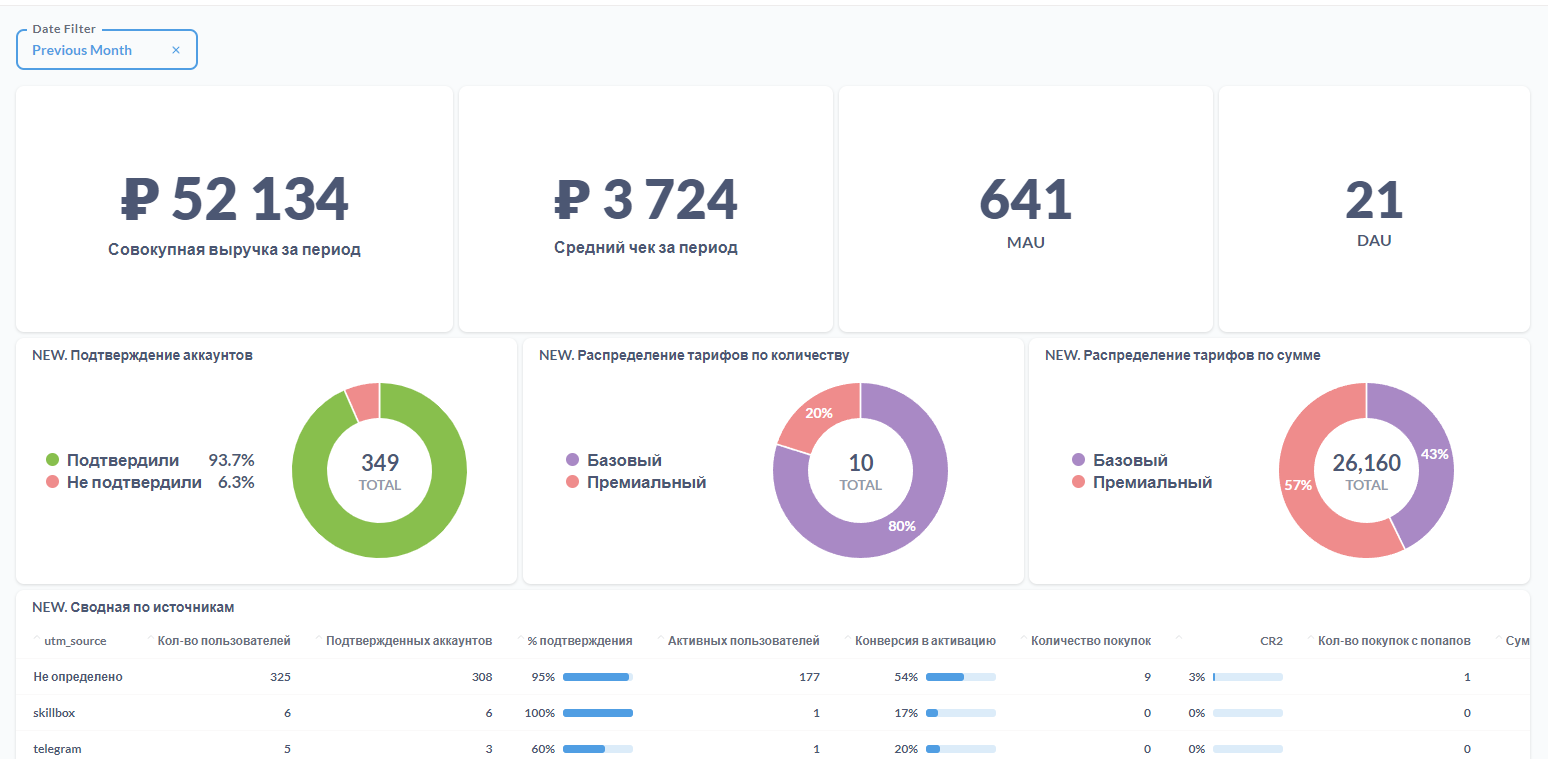 Date Filter
Previous Month ×
₽ 52 134
Совокупная выручка за период
₽ 3 724
Средний чек за период
641
MAU
21
DAU
NEW. Подтверждение аккаунтов
Подтвердили 93.7%
Не подтвердили 6.3%
349
TOTAL
NEW. Распределение тарифов по количеству
Базовый
Премиальный
20%
10
TOTAL
80%
NEW. Распределение тарифов по сумме
Базовый
Премиальный
43%
26,160
TOTAL
57%
NEW. Сводная по источникам
utm_source Кол-во пользователей Подтвержденных аккаунтов % подтверждения Активных пользователей Конверсия в активацию Количество покупок CR2 Кол-во покупок с попапов Сум
Не определено 325 308 95% 177 54% 9 3% 1
skillbox 6 6 100% 1 17% 0 0% 0
telegram 5 3 60% 1 20% 0 0% 0